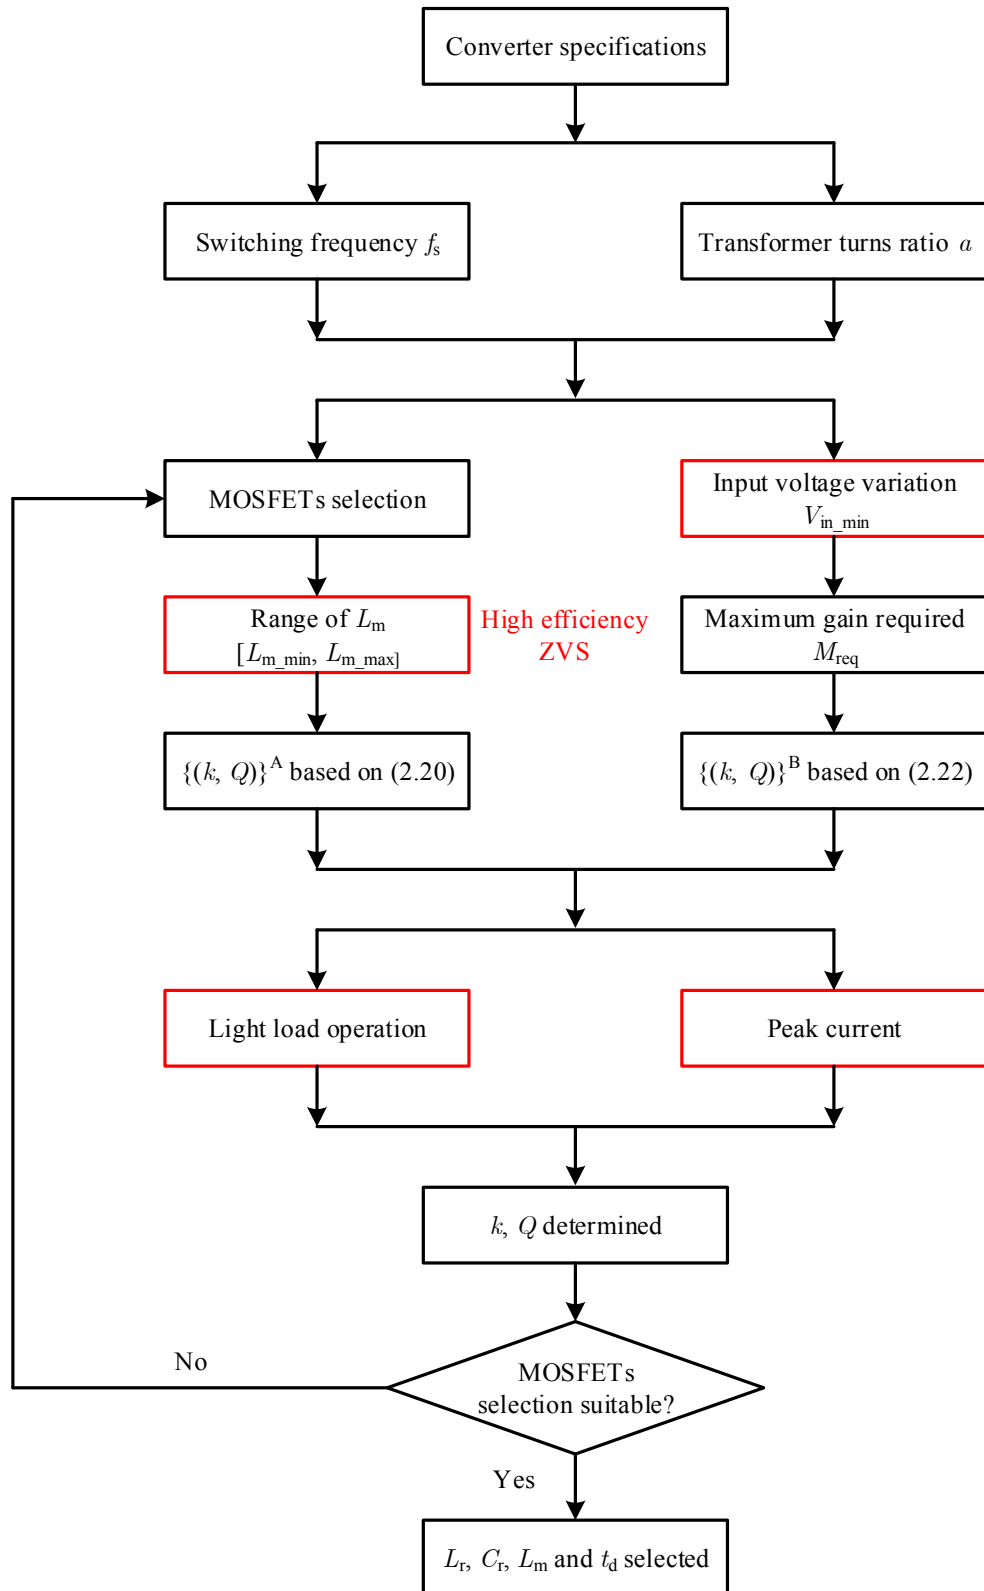 Converter specifications
Switching frequency fs
Transformer turns ratio a
MOSFETs selection
Input voltage variation
Vin_min
Range of Lm
[Lm_min, Lm_max]
High efficiency
ZVS
Maximum gain required
Mreq
{(k, Q)}A based on (2.20)
{(k, Q)}B based on (2.22)
Light load operation
Peak current
k, Q determined
No
MOSFETs
selection suitable?
Yes
Lr, Cr, Lm and td selected